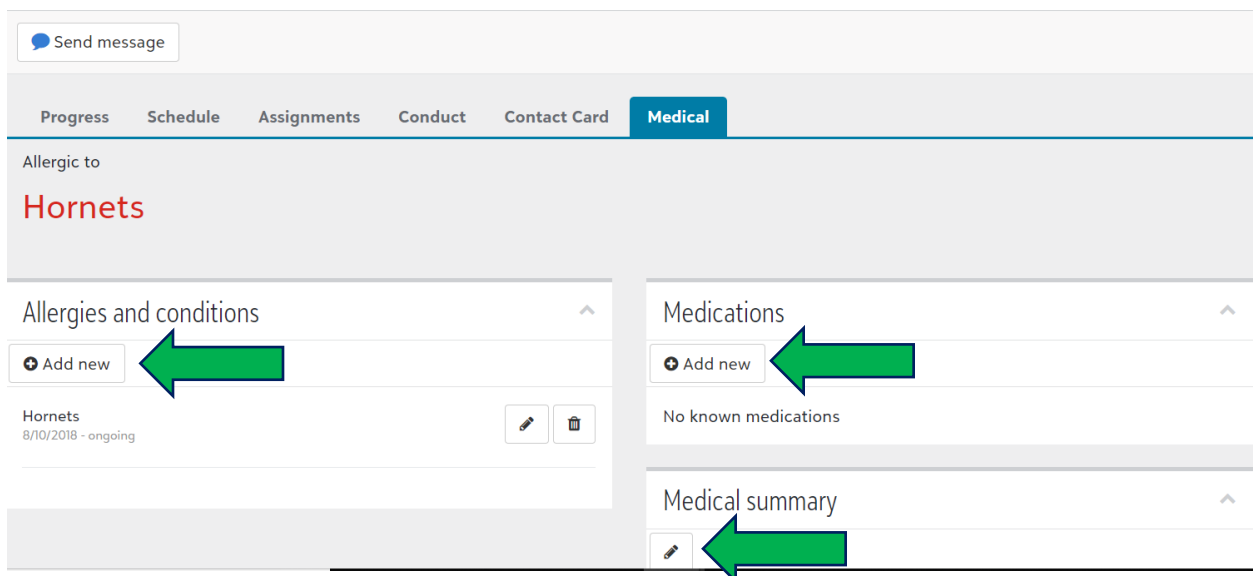 Send message
Progress Schedule Assignments Conduct Contact Card Medical
Allergic to
Hornets
Allergies and conditions
Add new
Hornets
8/10/2018 - ongoing
Medications
Add new
No known medications
Medical summary